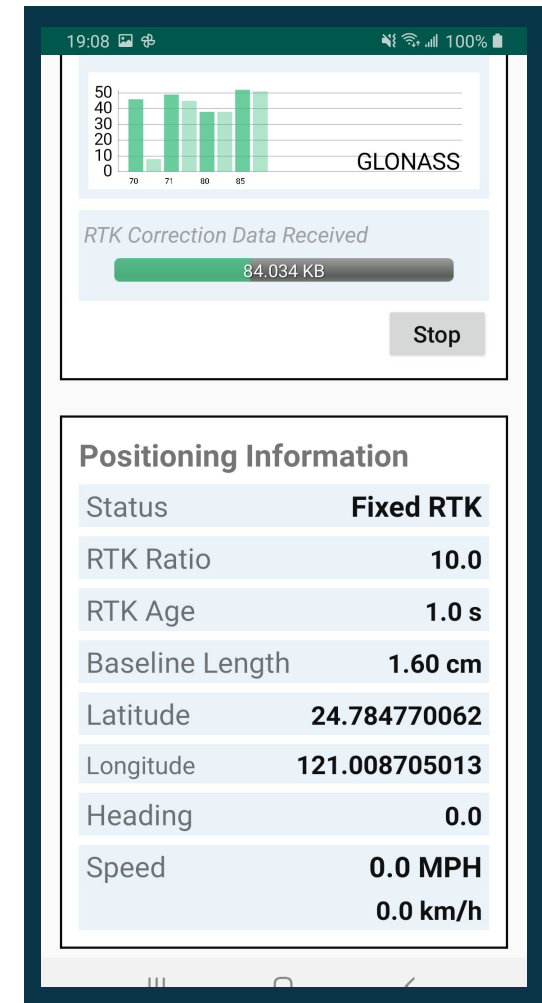 19:08 100%
50
40
30
20
10
0
GLONASS
70 71 80 85
RTK Correction Data Received
84.034 KB
Stop
Positioning Information
Status Fixed RTK
RTK Ratio 10.0
RTK Age 1.0 s
Baseline Length 1.60 cm
Latitude 24.784770062
Longitude 121.008705013
Heading 0.0
Speed 0.0 MPH
0.0 km/h